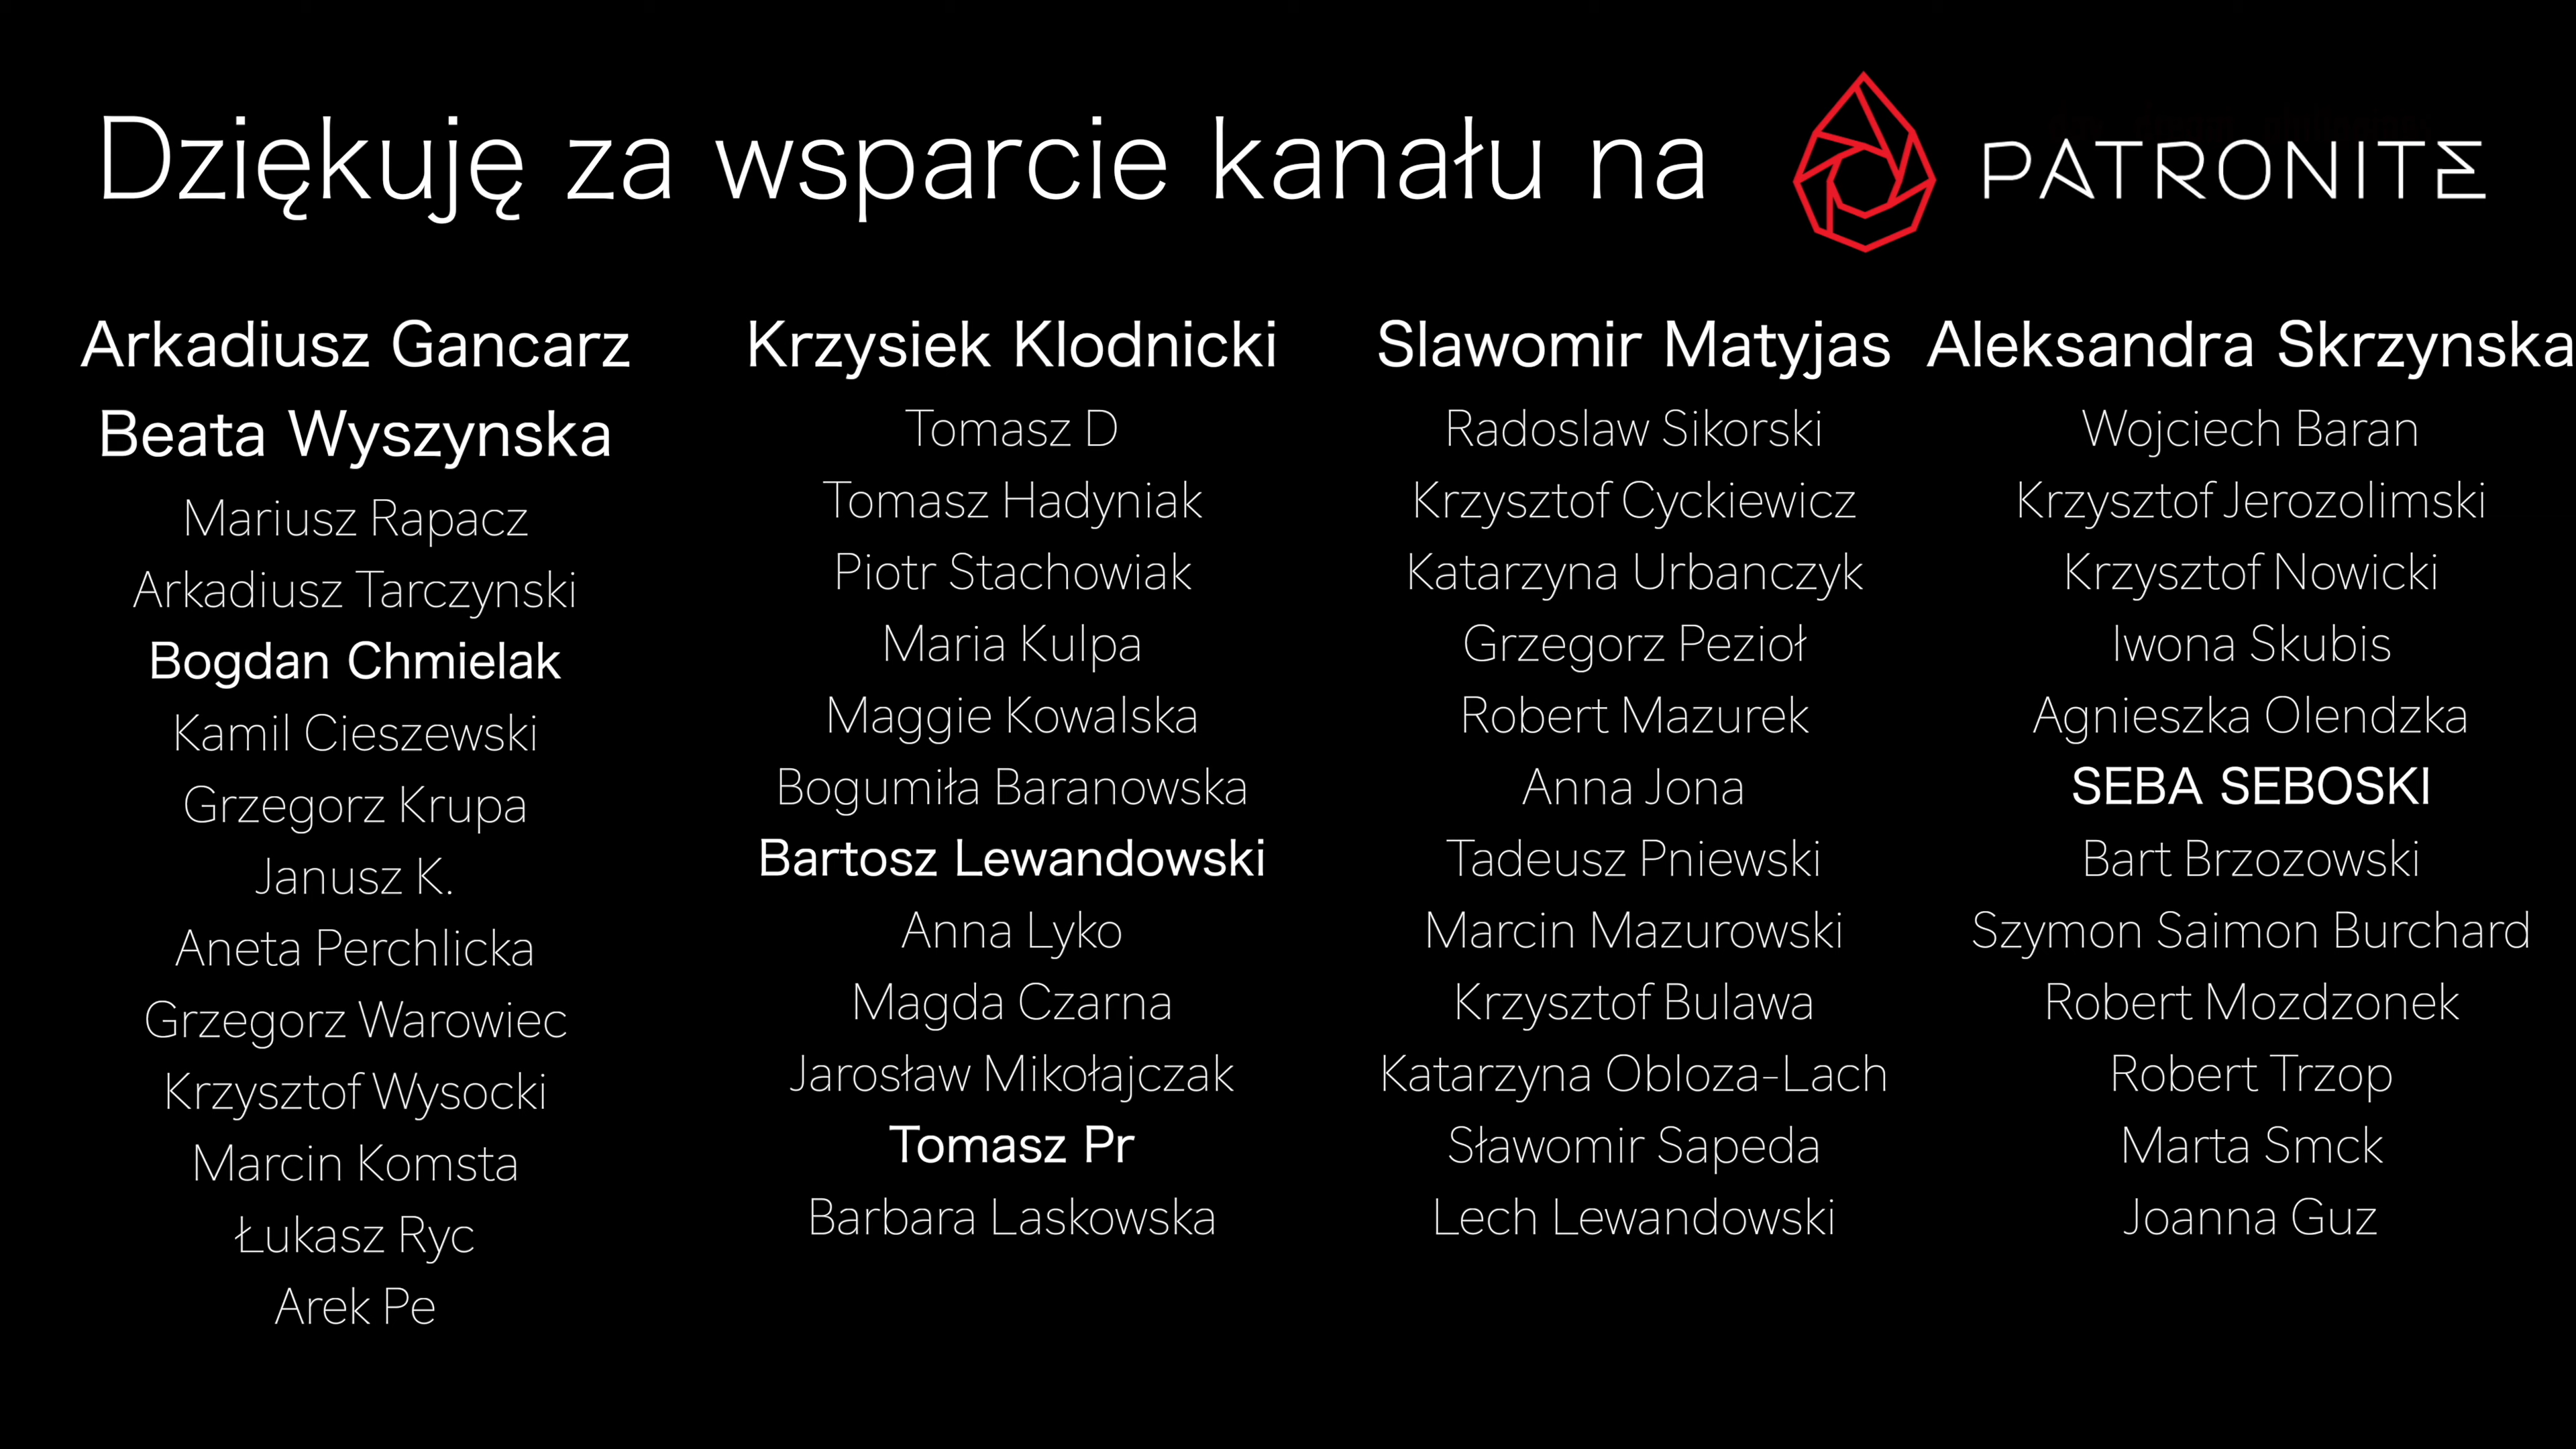 Dziękuję za wsparcie kanału na PATRONITE
Arkadiusz Gancarz
Beata Wyszynska
Mariusz Rapacz
Arkadiusz Tarczynski
Bogdan Chmielak
Kamil Cieszewski
Grzegorz Krupa
Janusz K.
Aneta Perchlicka
Grzegorz Warowiec
Krzysztof Wysocki
Marcin Komsta
Łukasz Ryc
Arek Pe
Krzysiek Klodnicki
Tomasz D
Tomasz Hadyniak
Piotr Stachowiak
Maria Kulpa
Maggie Kowalska
Bogumiła Baranowska
Bartosz Lewandowski
Anna Lyko
Magda Czarna
Jarosław Mikołajczak
Tomasz Pr
Barbara Laskowska
Slawomir Matyjas
Radoslaw Sikorski
Krzysztof Cyckiewicz
Katarzyna Urbanczyk
Grzegorz Pezioł
Robert Mazurek
Anna Jona
Tadeusz Pniewski
Marcin Mazurowski
Krzysztof Bulawa
Katarzyna Obloza-Lach
Sławomir Sapeda
Lech Lewandowski
Aleksandra Skrzynska
Wojciech Baran
Krzysztof Jerozolimski
Krzysztof Nowicki
Iwona Skubis
Agnieszka Olendzka
SEBA SEBOSKI
Bart Brzozowski
Szymon Saimon Burchard
Robert Mozdzonek
Robert Trzop
Marta Smck
Joanna Guz